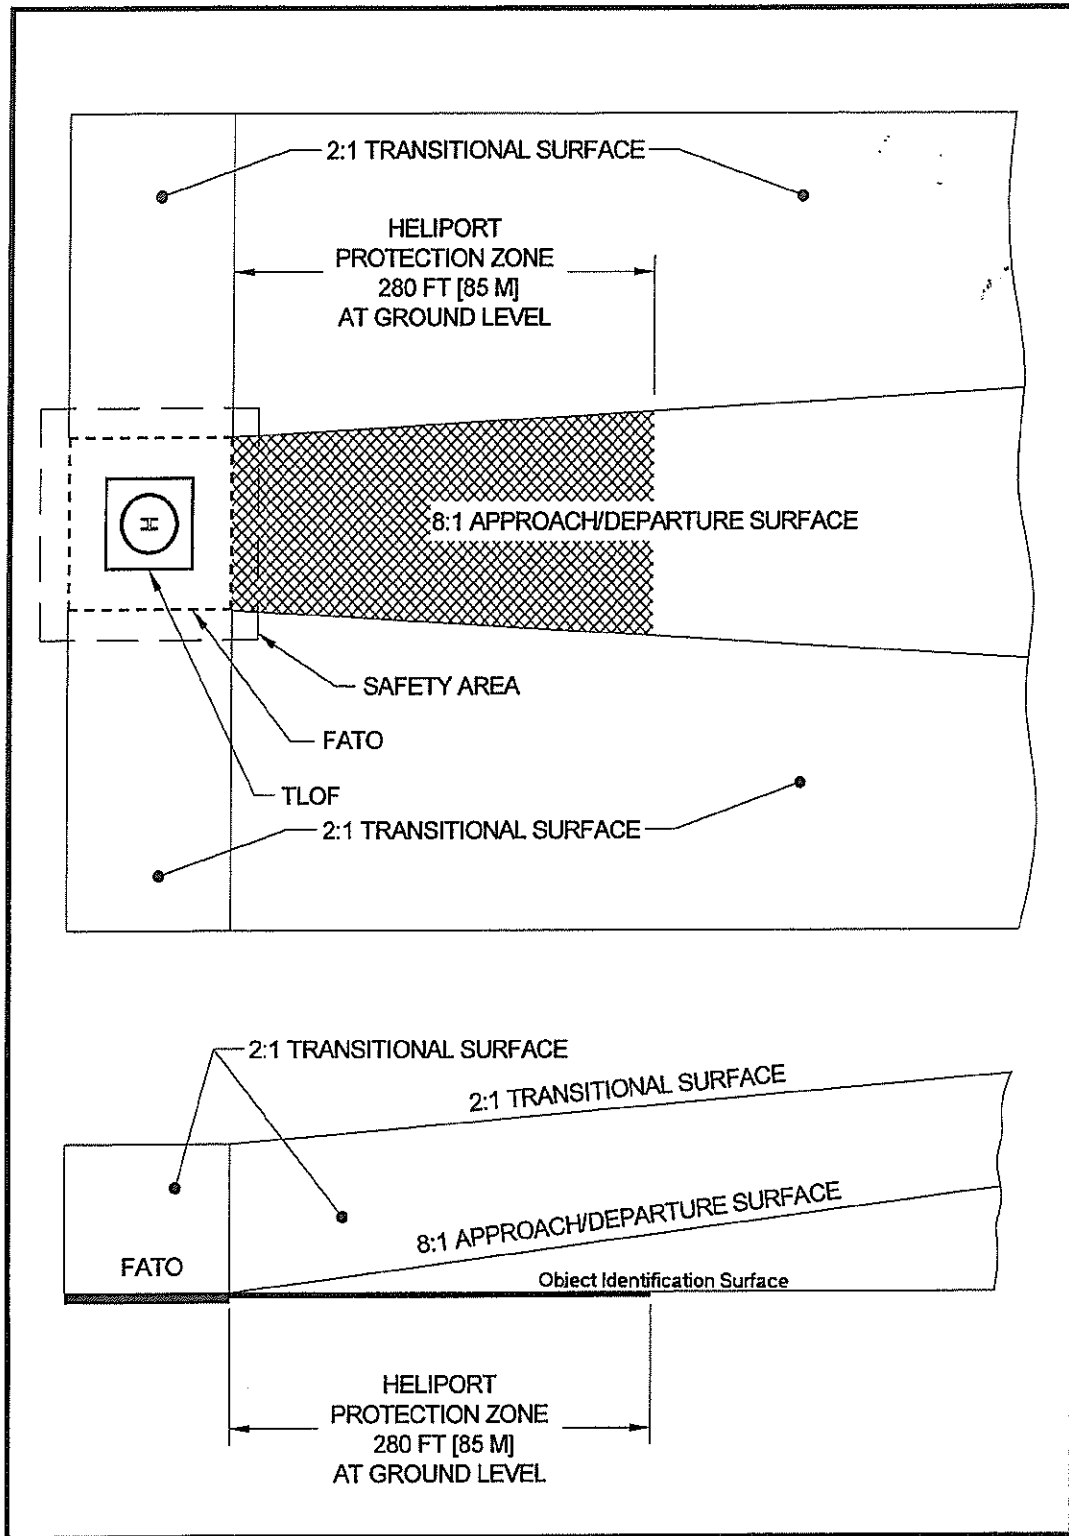 2:1 TRANSITIONAL SURFACE
HELIPORT
PROTECTION ZONE
280 FT [85 M]
AT GROUND LEVEL
H
8:1 APPROACH/DEPARTURE SURFACE
SAFETY AREA
FATO
TLOF
2:1 TRANSITIONAL SURFACE
2:1 TRANSITIONAL SURFACE
2:1 TRANSITIONAL SURFACE
8:1 APPROACH/DEPARTURE SURFACE
FATO
Object Identification Surface
HELIPORT
PROTECTION ZONE
280 FT [85 M]
AT GROUND LEVEL